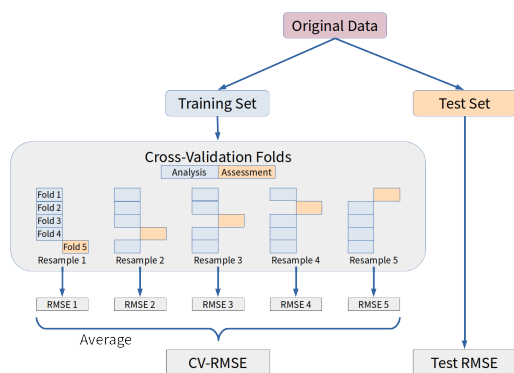 Original Data
Training Set
Test Set
Cross-Validation Folds
Analysis
Assessment
Fold 1
Fold 2
Fold 3
Fold 4
Fold 5
Resample 1
Resample 2
Resample 3
Resample 4
Resample 5
RMSE 1
RMSE 2
RMSE 3
RMSE 4
RMSE 5
Average
CV-RMSE
Test RMSE